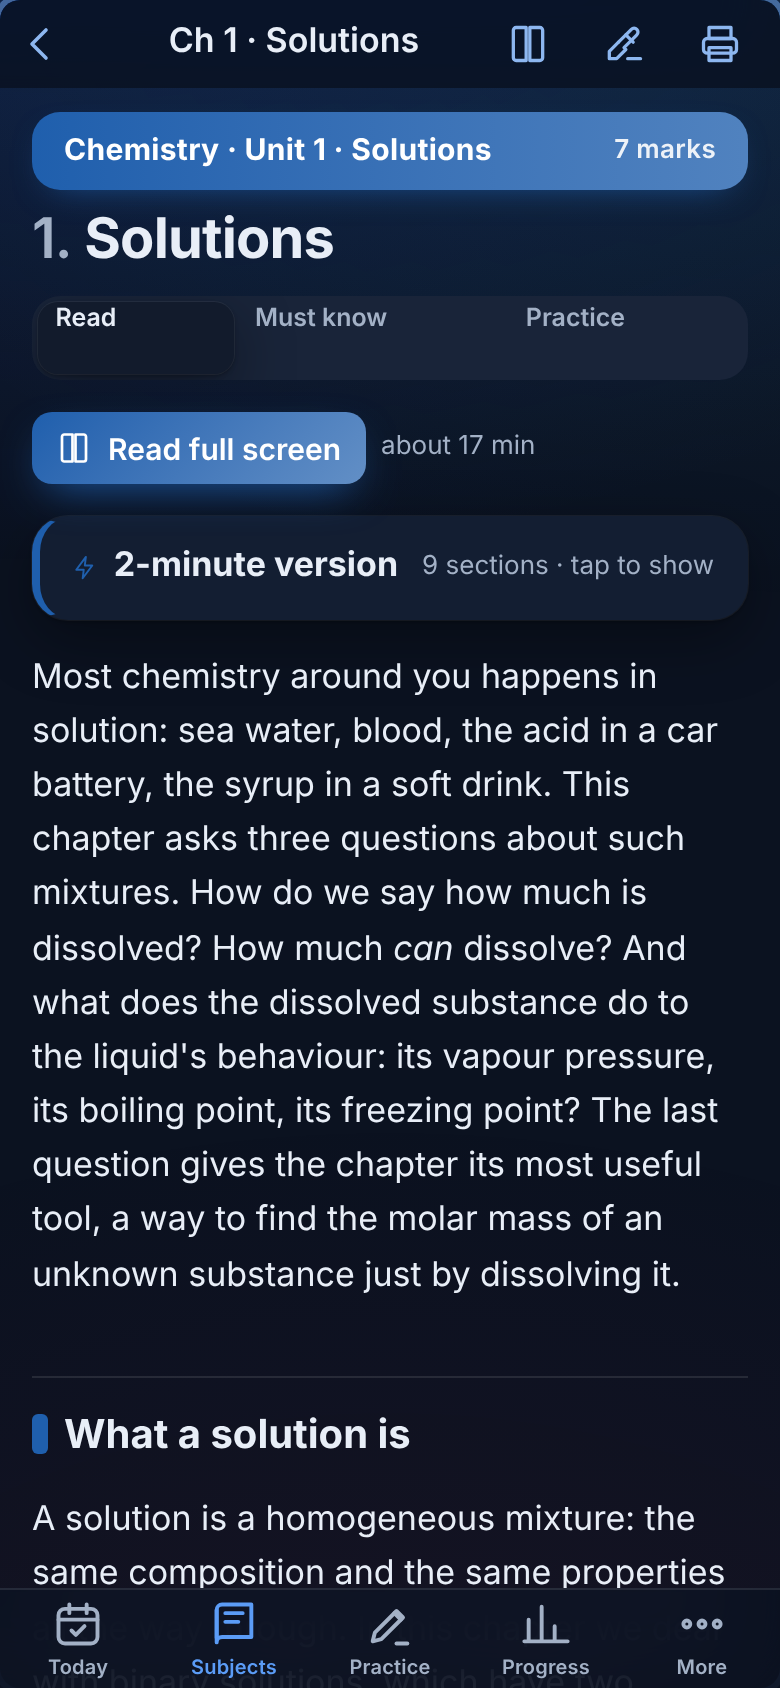 Ch 1 · Solutions
Chemistry · Unit 1 · Solutions 7 marks
1. Solutions
Read Must know Practice
Read full screen about 17 min
2-minute version 9 sections · tap to show
Most chemistry around you happens in
solution: sea water, blood, the acid in a car
battery, the syrup in a soft drink. This
chapter asks three questions about such
mixtures. How do we say how much is
dissolved? How much can dissolve? And
what does the dissolved substance do to
the liquid's behaviour: its vapour pressure,
its boiling point, its freezing point? The last
question gives the chapter its most useful
tool, a way to find the molar mass of an
unknown substance just by dissolving it.
What a solution is
A solution is a homogeneous mixture: the
same composition and the same properties
Today Subjects Practice Progress More
with binary solutions, which have two